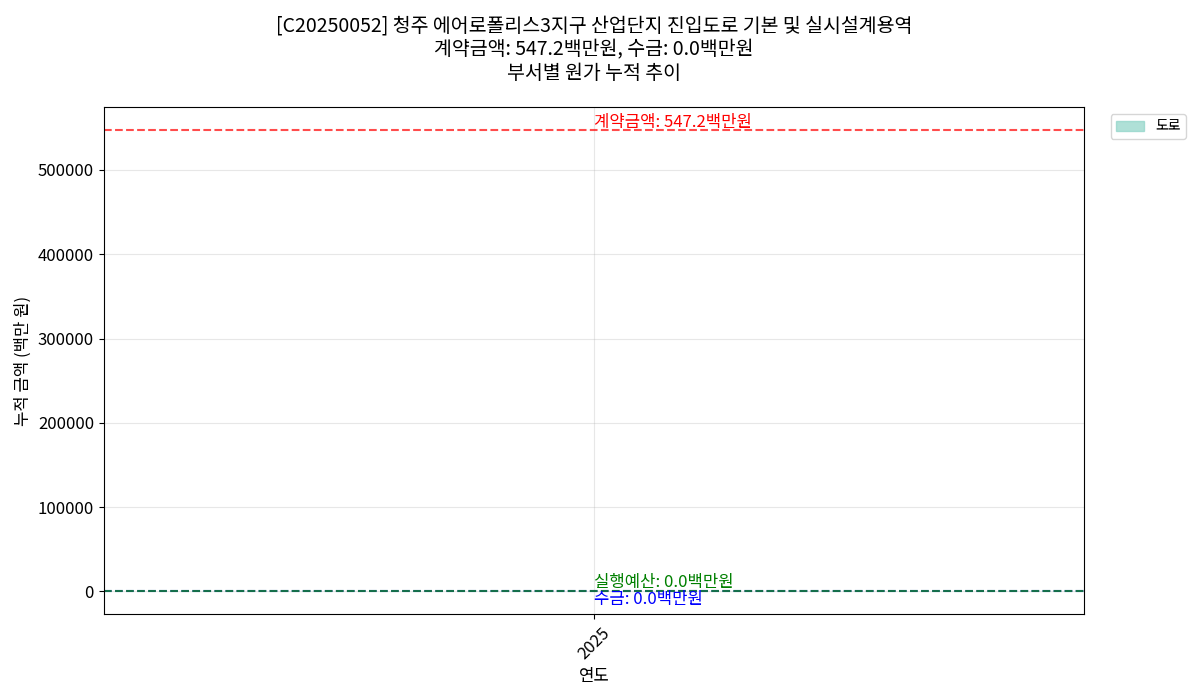 [C20250052] 청주 에어로폴리스3지구 산업단지 진입도로 기본 및 실시설계용역
계약금액: 547.2백만원, 수금: 0.0백만원
부서별 원가 누적 추이
계약금액: 547.2백만원
도로
500000
400000
300000
200000
100000
0
누적 금액 (백만 원)
실행예산: 0.0백만원
수금: 0.0백만원
2025
연도